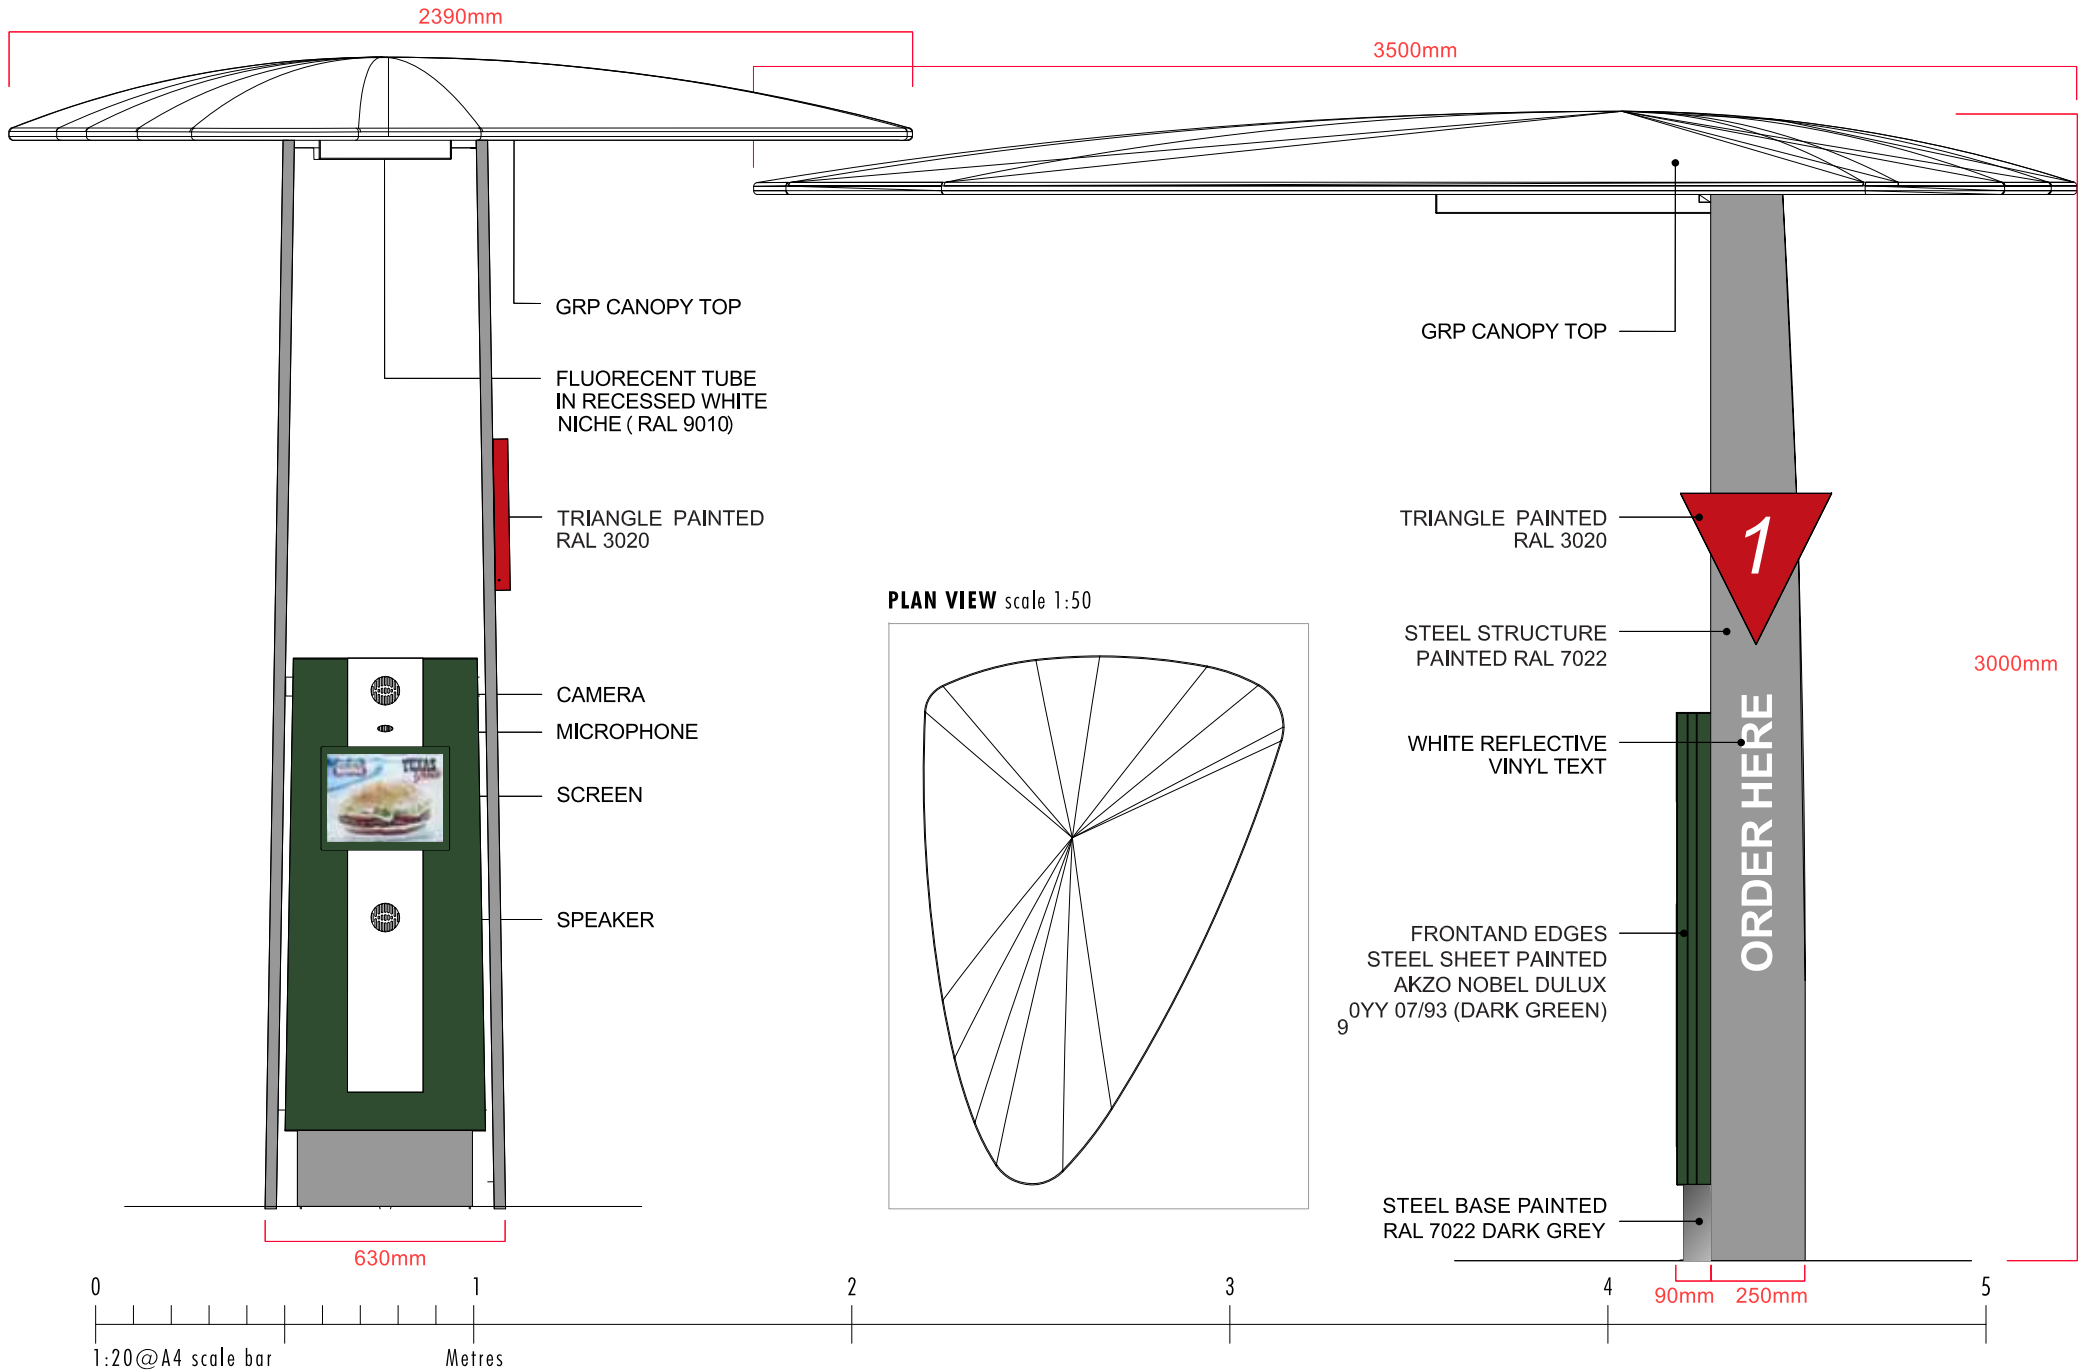 2390mm
3500mm
GRP CANOPY TOP
FLUORECENT TUBE
IN RECESSED WHITE
NICHE ( RAL 9010)
TRIANGLE PAINTED
RAL 3020
CAMERA
MICROPHONE
SCREEN
SPEAKER
TEXAS
630mm
PLAN VIEW scale 1:50
GRP CANOPY TOP
TRIANGLE PAINTED
RAL 3020
1
STEEL STRUCTURE
PAINTED RAL 7022
3000mm
WHITE REFLECTIVE
VINYL TEXT
ORDER HERE
FRONTAND EDGES
STEEL SHEET PAINTED
AKZO NOBEL DULUX
90YY 07/93 (DARK GREEN)
STEEL BASE PAINTED
RAL 7022 DARK GREY
90mm 250mm
0 1 2 3 4 5
1:20@A4 scale bar Metres